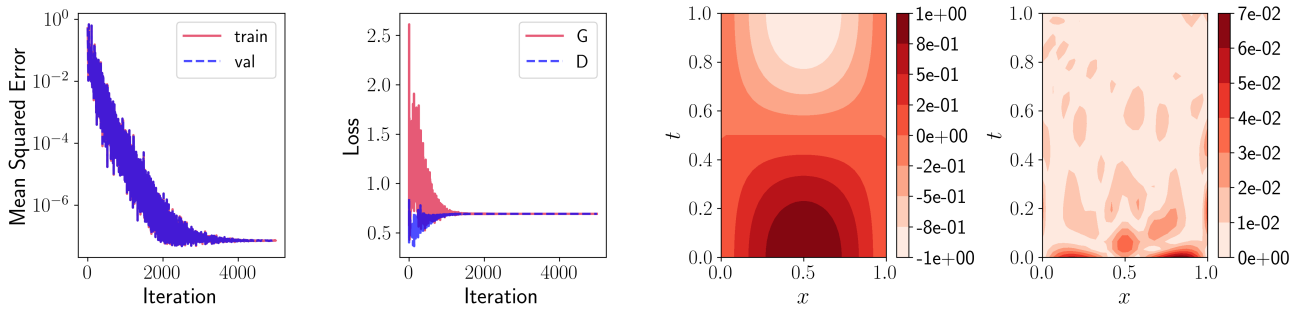 Mean Squared Error
10⁰
10⁻²
10⁻⁴
10⁻⁶
train
val
0
2000
4000
Iteration
Loss
2.5
2.0
1.5
1.0
0.5
G
D
0
2000
4000
Iteration
t
1.0
0.8
0.6
0.4
0.2
0.0
0.0
0.5
1.0
x
1e+00
8e-01
5e-01
2e-01
0e+00
-2e-01
-5e-01
-8e-01
-1e+00
t
1.0
0.8
0.6
0.4
0.2
0.0
0.0
0.5
1.0
x
7e-02
6e-02
5e-02
4e-02
3e-02
2e-02
1e-02
0e+00